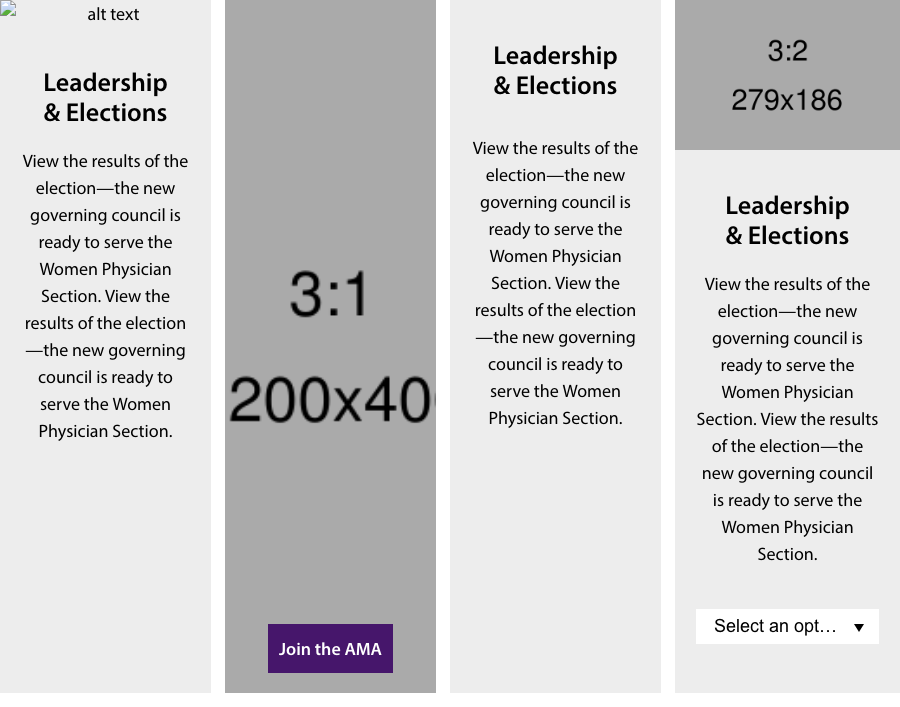 alt text
Leadership
& Elections
View the results of the
election—the new
governing council is
ready to serve the
Women Physician
Section. View the
results of the election
—the new governing
council is ready to
serve the Women
Physician Section.
3:1
200x40
Join the AMA
Leadership
& Elections
View the results of the
election—the new
governing council is
ready to serve the
Women Physician
Section. View the
results of the election
—the new governing
council is ready to
serve the Women
Physician Section.
3:2
279x186
Leadership
& Elections
View the results of the
election—the new
governing council is
ready to serve the
Women Physician
Section. View the results
of the election—the
new governing council
is ready to serve the
Women Physician
Section.
Select an opt…